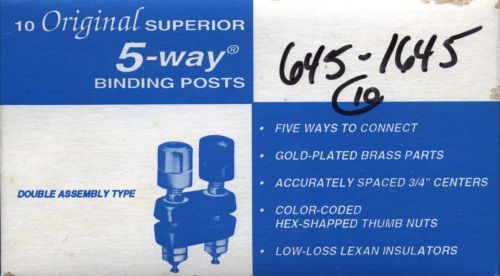 10 Original SUPERIOR
5-way®
BINDING POSTS
645-1645
10
DOUBLE ASSEMBLY TYPE
• FIVE WAYS TO CONNECT
• GOLD-PLATED BRASS PARTS
• ACCURATELY SPACED 3/4" CENTERS
• COLOR-CODED
HEX-SHAPPED THUMB NUTS
• LOW-LOSS LEXAN INSULATORS